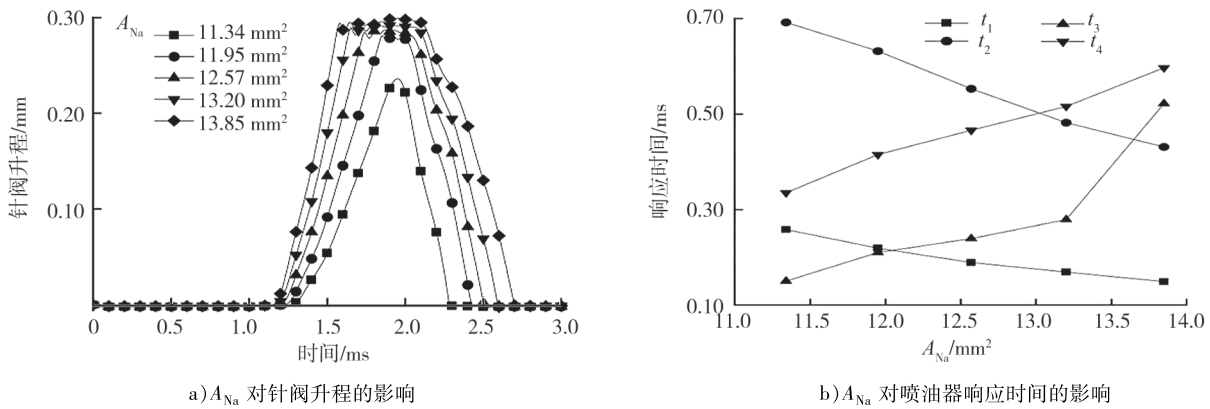 0.30
0.20
0.10
针阀升程/mm
A_Na
11.34 mm²
11.95 mm²
12.57 mm²
13.20 mm²
13.85 mm²
0 0.5 1.0 1.5 2.0 2.5 3.0
时间/ms
a)A_Na 对针阀升程的影响
0.70
0.50
0.30
0.10
响应时间/ms
t₁ t₃
t₂ t₄
11.0 11.5 12.0 12.5 13.0 13.5 14.0
A_Na/mm²
b)A_Na 对喷油器响应时间的影响